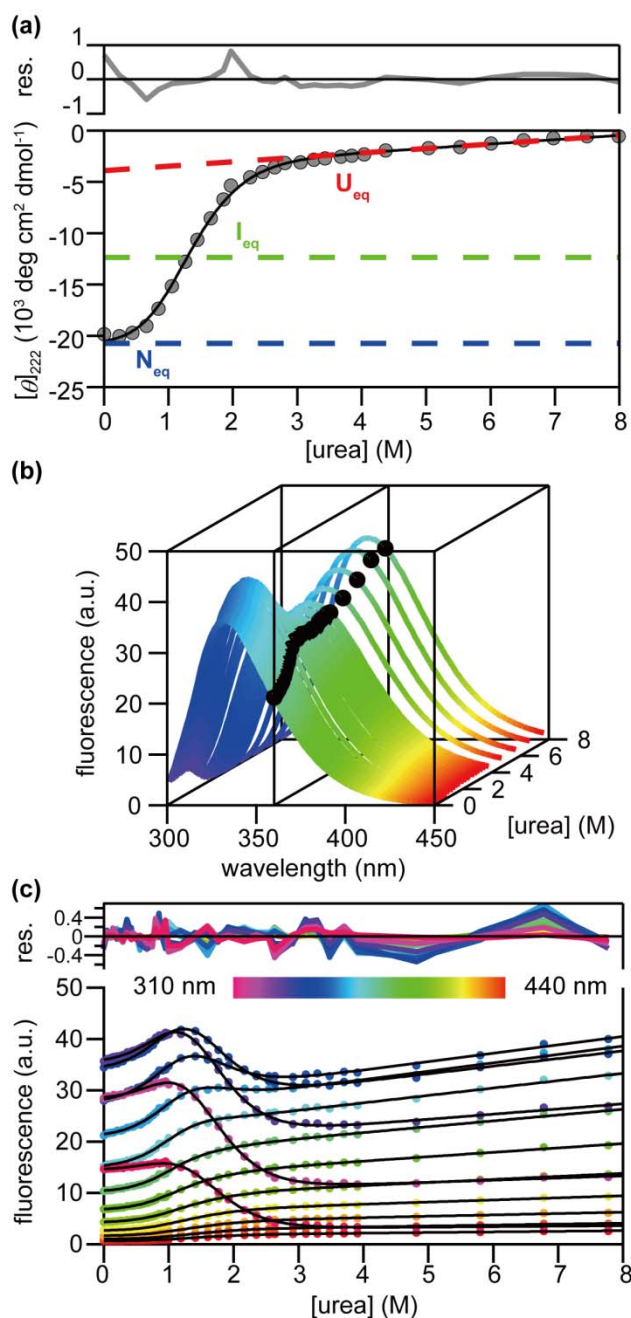 (a)
1
0
-1
res.
0
-5
-10
-15
-20
-25
[θ]₂₂₂ (10³ deg cm² dmol⁻¹)
U_eq
I_eq
N_eq
0 1 2 3 4 5 6 7 8
[urea] (M)
(b)
50
40
30
20
10
0
fluorescence (a.u.)
300 350 400 450
wavelength (nm)
0
2
4
6
8
[urea] (M)
(c)
0.4
0
-0.4
res.
310 nm 440 nm
50
40
30
20
10
0
fluorescence (a.u.)
0 1 2 3 4 5 6 7 8
[urea] (M)